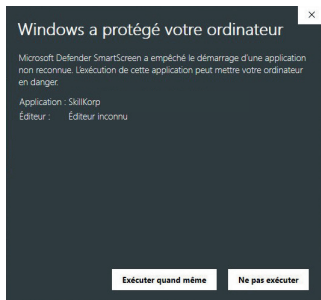 Windows a protégé votre ordinateur
Microsoft Defender SmartScreen a empêché le démarrage d'une application
non reconnue. L'exécution de cette application peut mettre votre ordinateur
en danger.
Application : SkillKorp
Éditeur : Éditeur inconnu
Exécuter quand même Ne pas exécuter